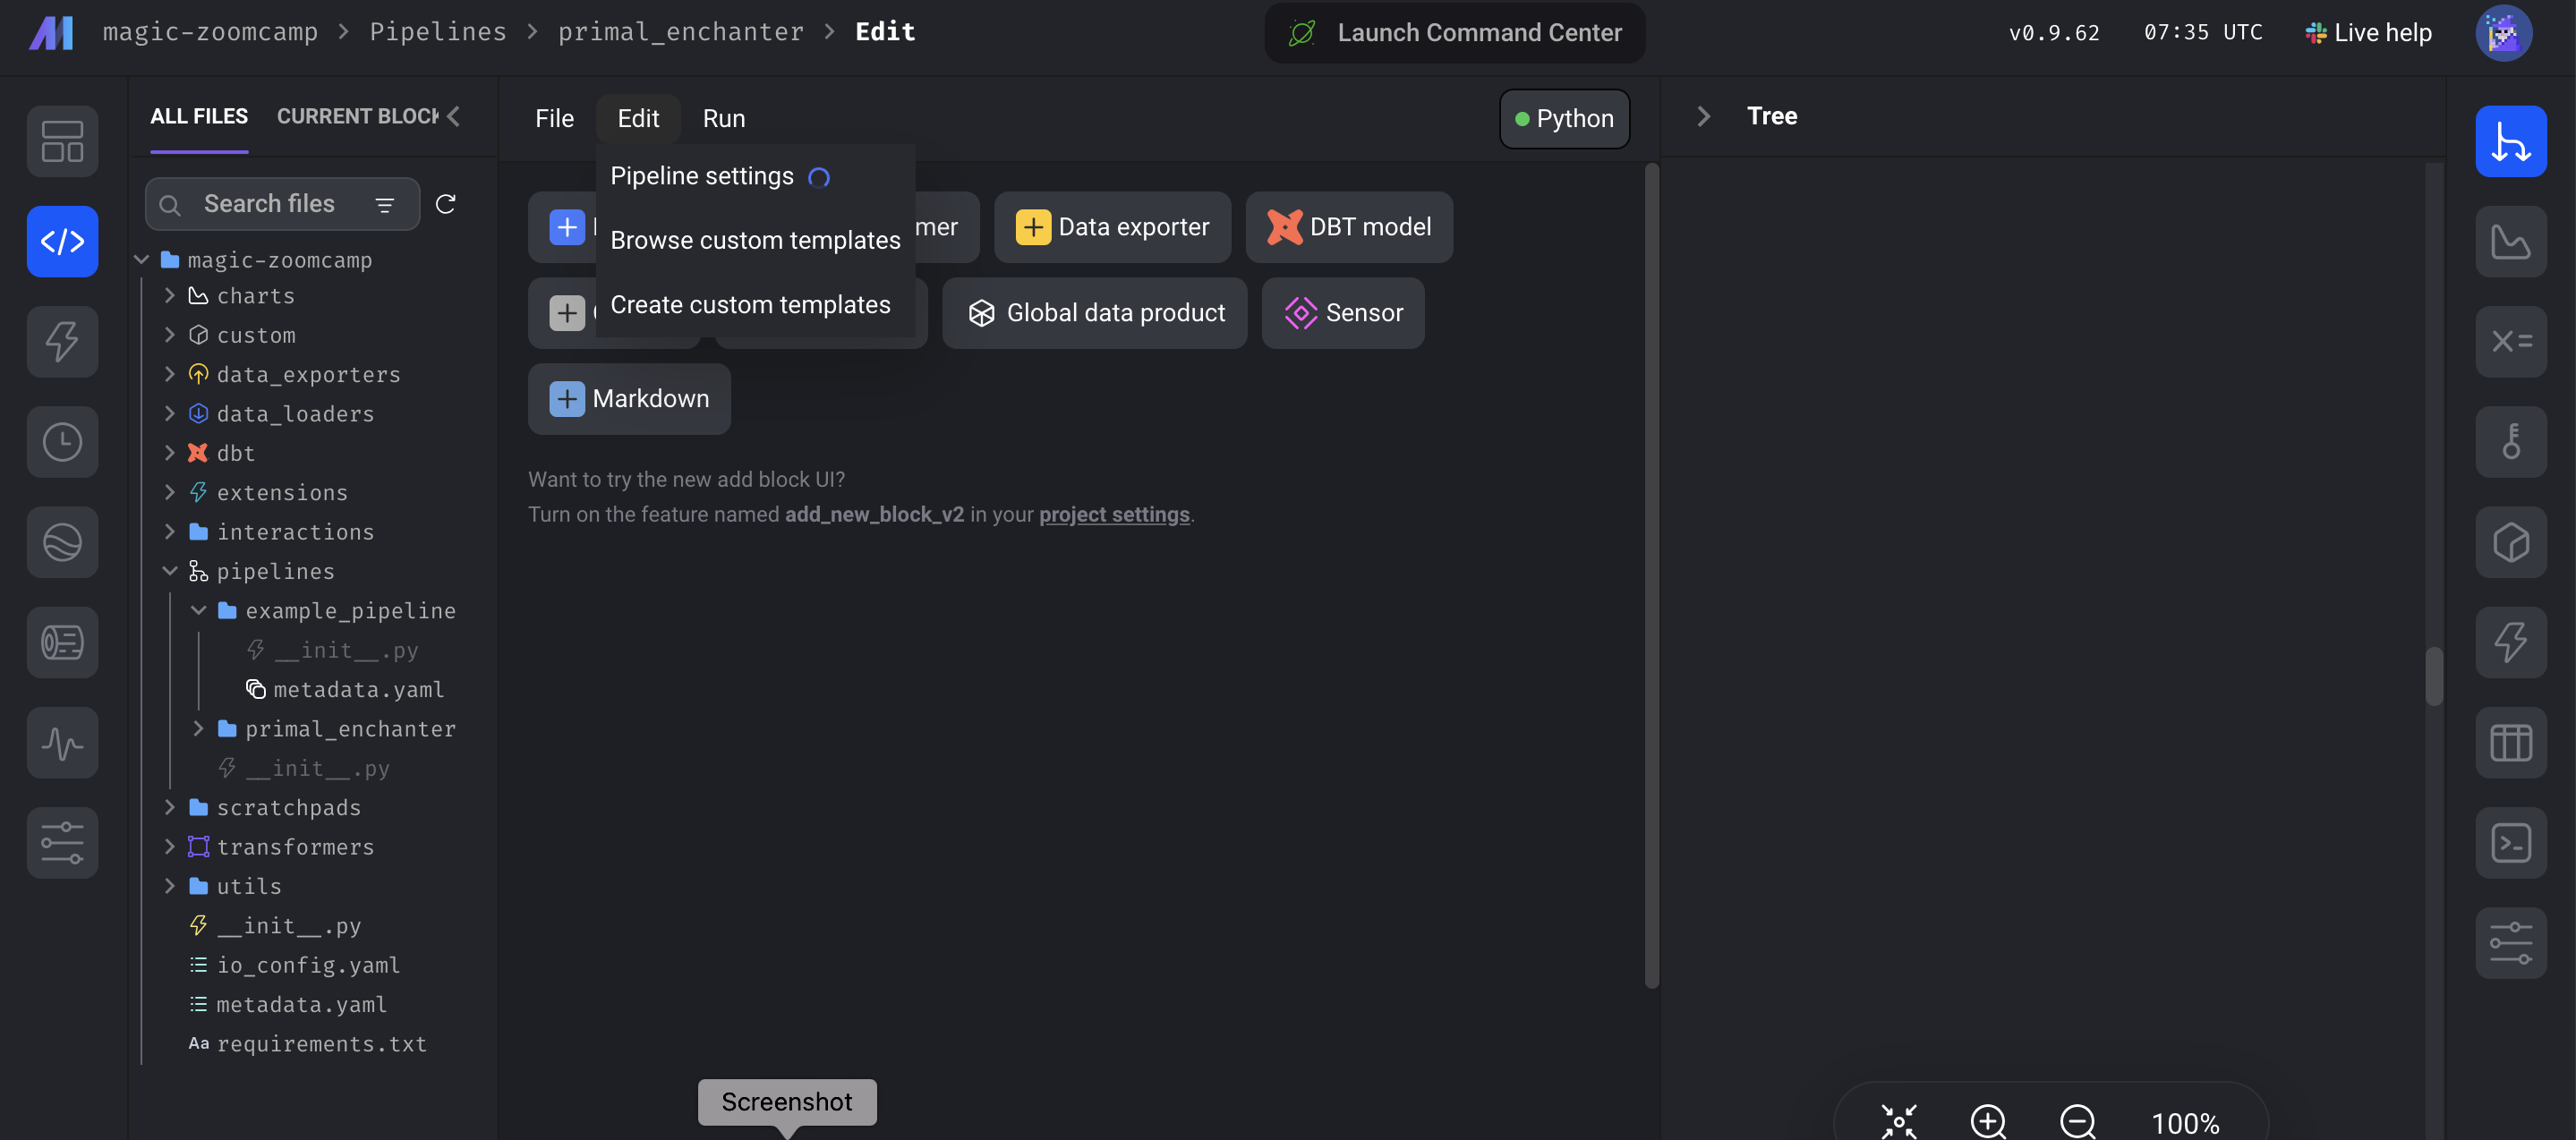 magic-zoomcamp > Pipelines > primal_enchanter > Edit
Launch Command Center
v0.9.62
07:35 UTC
Live help
ALL FILES
CURRENT BLOCK
Search files
magic-zoomcamp
charts
custom
data_exporters
data_loaders
dbt
extensions
interactions
pipelines
example_pipeline
__init__.py
metadata.yaml
primal_enchanter
__init__.py
scratchpads
transformers
utils
__init__.py
io_config.yaml
metadata.yaml
Aa requirements.txt
File
Edit
Run
Python
Pipeline settings
Browse custom templates
Create custom templates
mer
Data exporter
DBT model
Global data product
Sensor
Markdown
Want to try the new add block UI?
Turn on the feature named add_new_block_v2 in your project settings.
Screenshot
Tree
100%